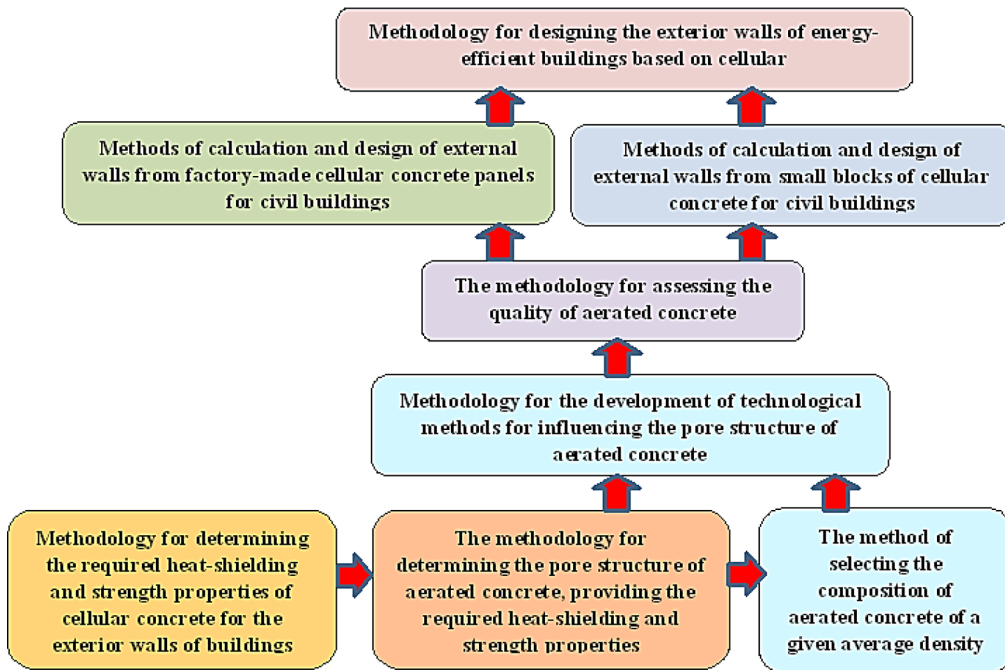 Methodology for designing the exterior walls of energy-
efficient buildings based on cellular
Methods of calculation and design of external
walls from factory-made cellular concrete panels
for civil buildings
Methods of calculation and design of
external walls from small blocks of cellular
concrete for civil buildings
The methodology for assessing the
quality of aerated concrete
Methodology for the development of technological
methods for influencing the pore structure of
aerated concrete
Methodology for determining
the required heat-shielding
and strength properties of
cellular concrete for the
exterior walls of buildings
The methodology for
determining the pore structure of
aerated concrete, providing the
required heat-shielding and
strength properties
The method of
selecting the
composition of
aerated concrete of a
given average density